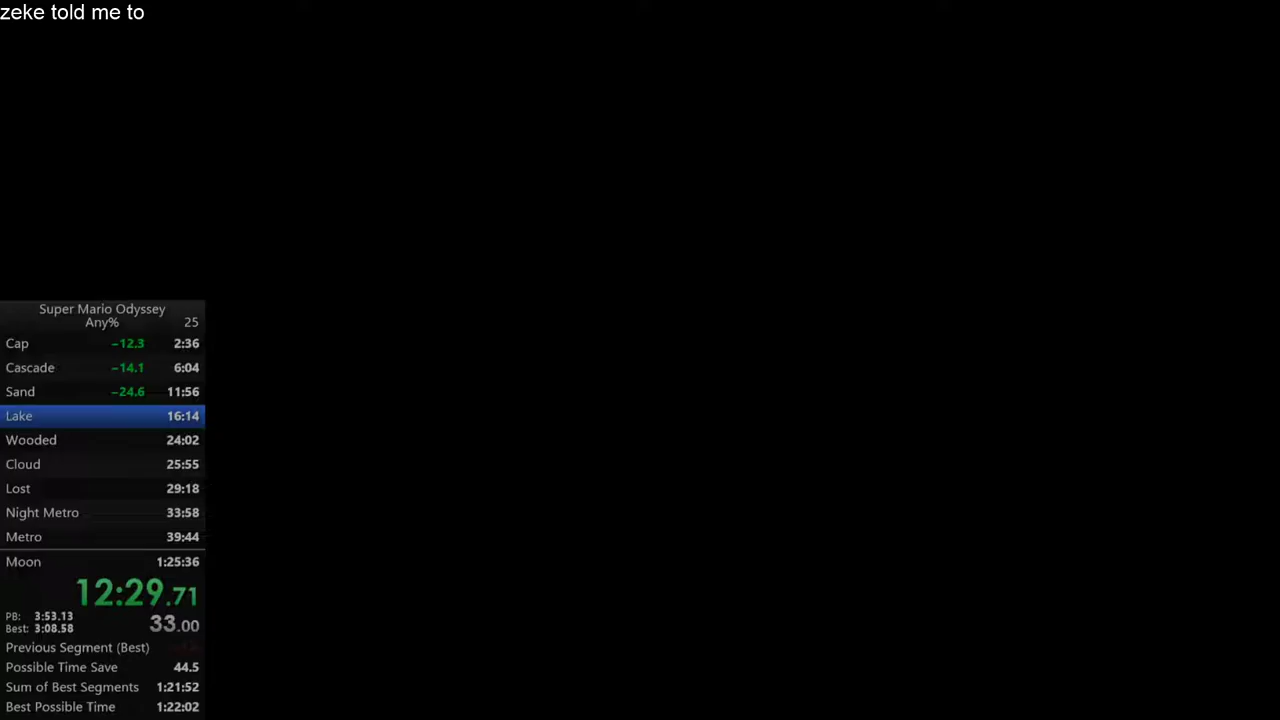 zeke told me to
Super Mario Odyssey
Any% 25
Cap -12.3 2:36
Cascade -14.1 6:04
Sand -24.6 11:56
Lake 16:14
Wooded 24:02
Cloud 25:55
Lost 29:18
Night Metro 33:58
Metro 39:44
Moon 1:25:36
12:29.71
PB: 3:53.13
Best: 3:08.58
33.00
Previous Segment (Best)
Possible Time Save 44.5
Sum of Best Segments 1:21:52
Best Possible Time 1:22:02